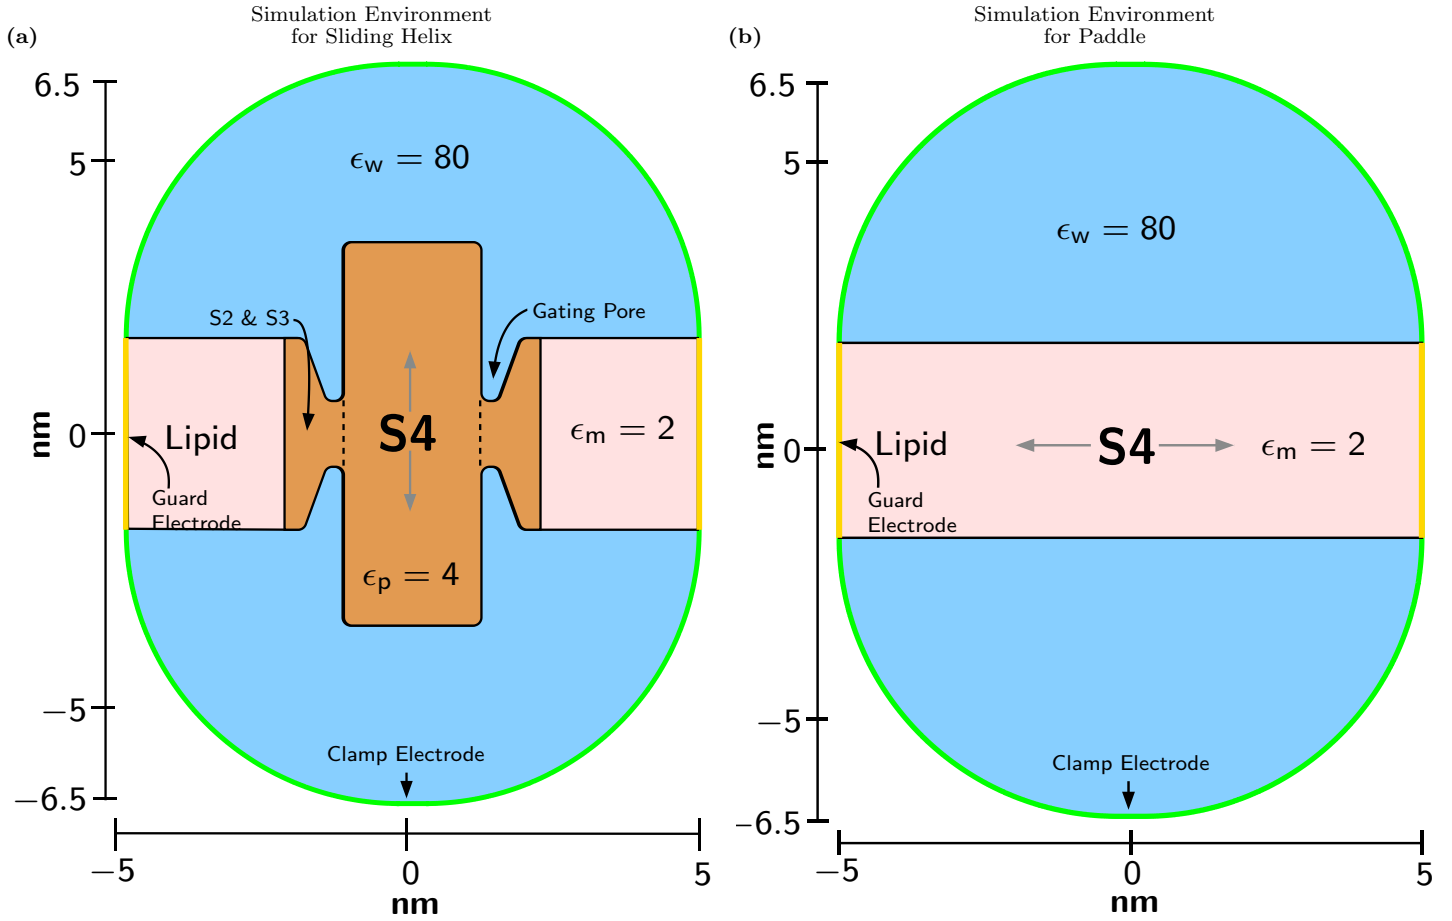 (a)
Simulation Environment
for Sliding Helix
6.5
5
0
−5
−6.5
nm
ϵw = 80
S2 & S3
Gating Pore
Lipid
S4
ϵm = 2
Guard
Electrode
ϵp = 4
Clamp Electrode
−5
0
5
nm
(b)
Simulation Environment
for Paddle
6.5
5
0
−5
−6.5
nm
ϵw = 80
Lipid
S4
ϵm = 2
Guard
Electrode
Clamp Electrode
−5
0
5
nm